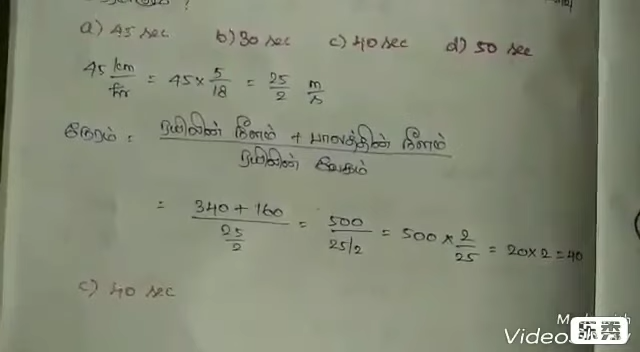 a) 45 sec b) 30 sec c) 40 sec d) 50 sec
45 km/hr = 45 × 5/18 = 25/2 m/s
நேரம் = ரயிலின் நீளம் + பாலத்தின் நீளம் / ரயிலின் வேகம்
= 340 + 160 / 25/2 = 500 / 25/2 = 500 × 2/25 = 20 × 2 = 40
c) 40 sec